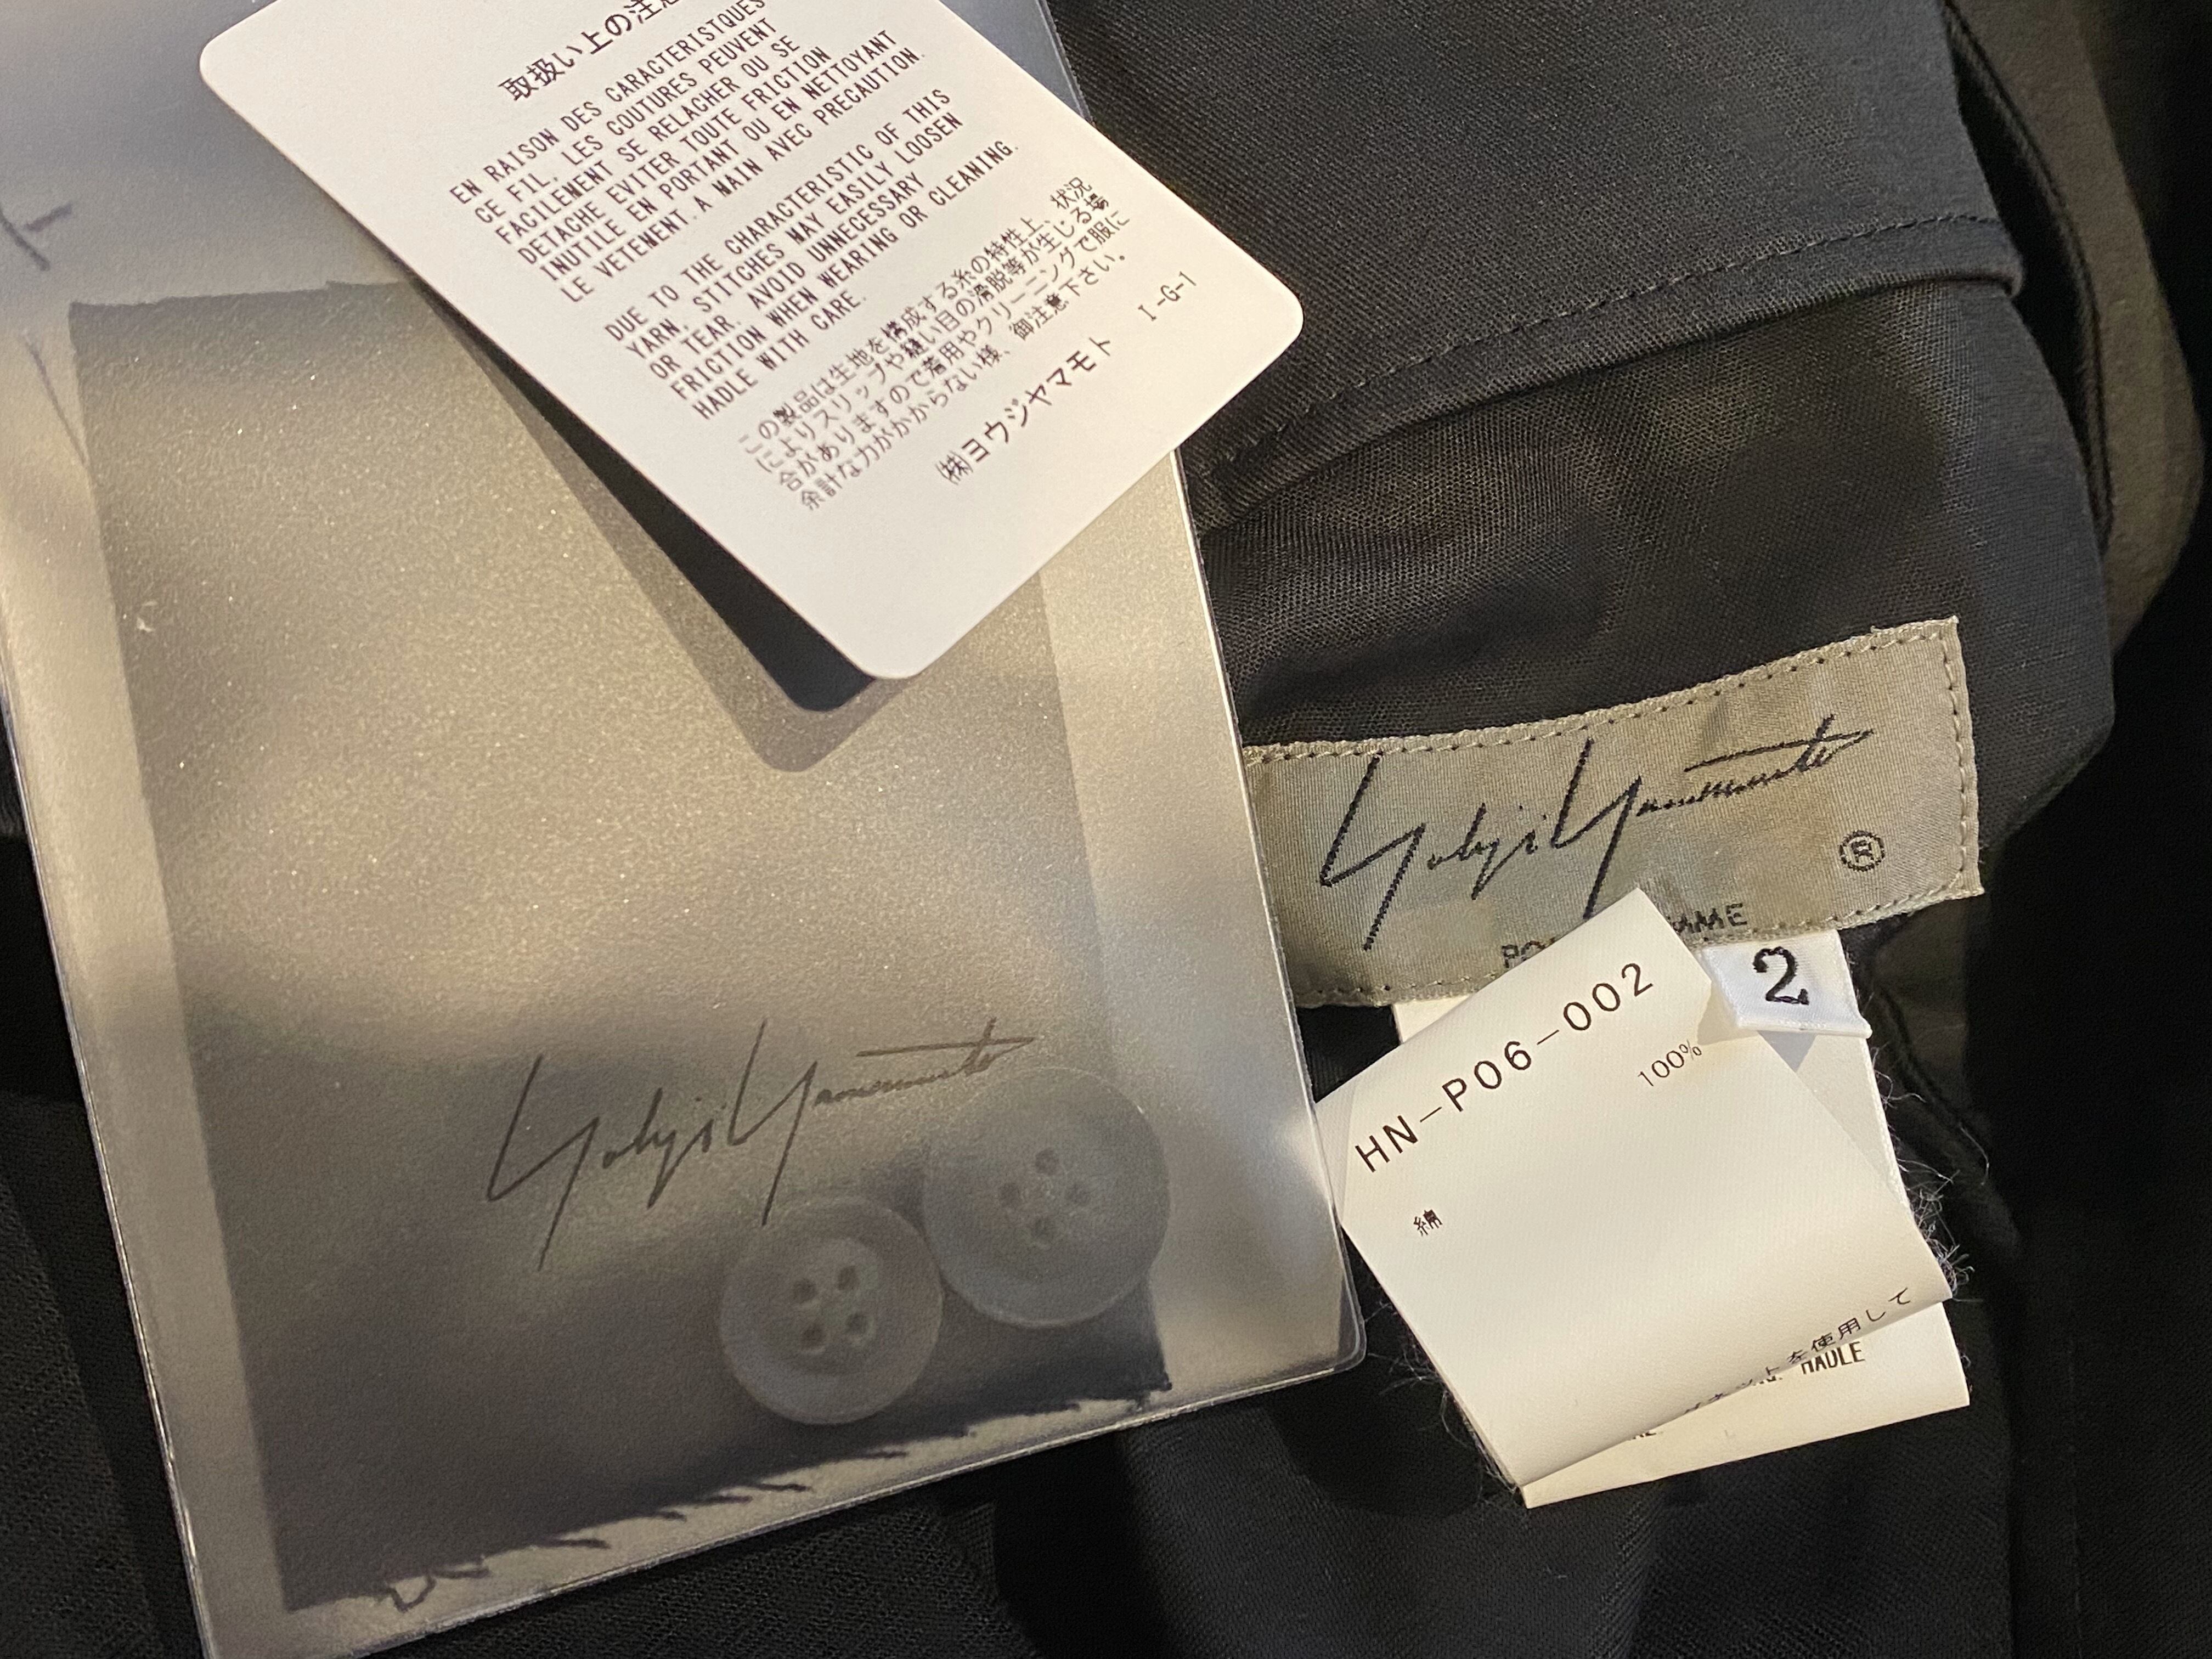 取扱い上の注意
EN RAISON DES CARACTERISTIQUES
CE FIL, LES COUTURES PEUVENT
FACILEMENT SE RELACHER OU SE
DETACHE EVITER TOUTE FRICTION
INUTILE EN PORTANT OU EN NETTOYANT
LE VETEMENT. A MAIN AVEC PRECAUTION.
DUE TO THE CHARACTERISTIC OF THIS
YARN, STITCHES MAY EASILY LOOSEN
OR TEAR. AVOID UNNECESSARY
FRICTION WHEN WEARING OR CLEANING.
HADLE WITH CARE.
この製品は生地を構成する糸の特性上、状況
によりスリップや縫い目の滑脱等が生じる場
合がありますので着用やクリーニングで服に
余計な力がかからない様、御注意下さい。
㈱ヨウジヤマモト
I-G-1
Yohji Yamamoto
Yohji Yamamoto
®
MME
2
HN-P06-002
100%
綿
を使用して
HADLE